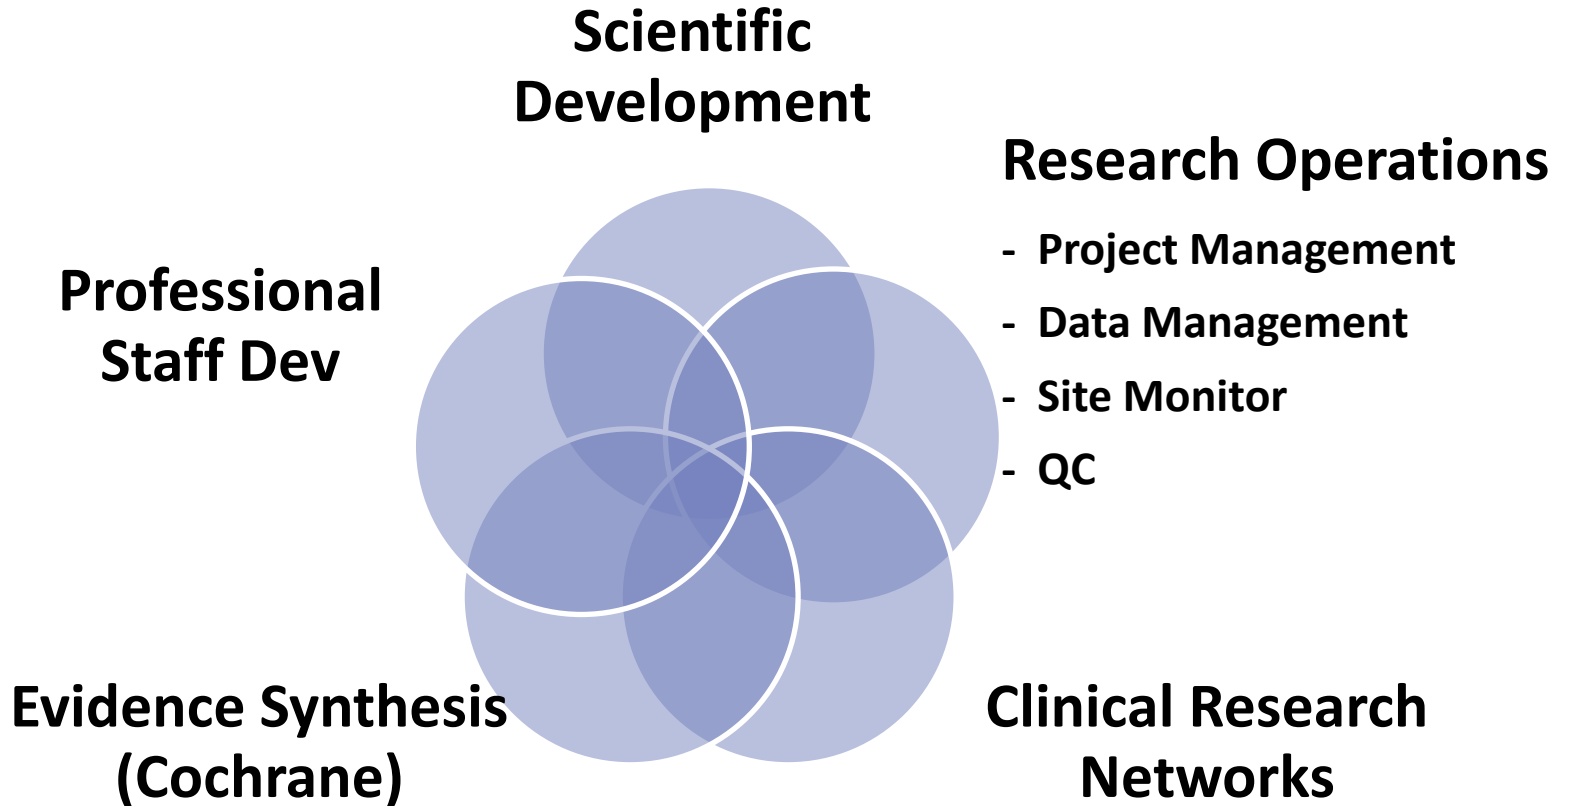 Scientific
Development
Research Operations
- Project Management
- Data Management
- Site Monitor
- QC
Professional
Staff Dev
Evidence Synthesis
(Cochrane)
Clinical Research
Networks